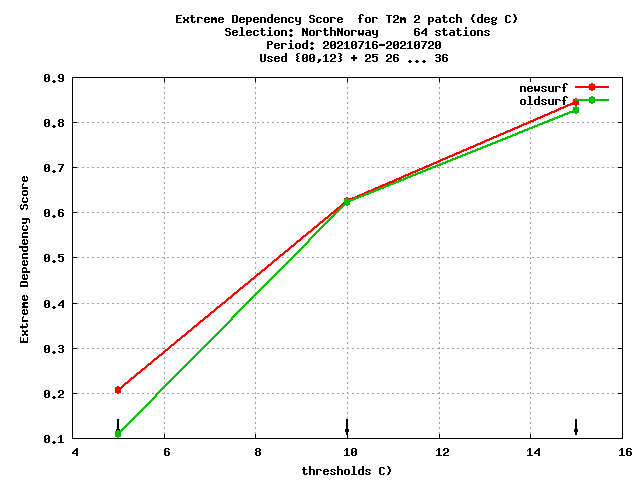 Extreme Dependency Score  for T2m 2 patch (deg C)
Selection: NorthNorway     64 stations
Period: 20210716-20210720
Used {00,12} + 25 26 ... 36
newsurf
oldsurf
Extreme Dependency Score
0.9
0.8
0.7
0.6
0.5
0.4
0.3
0.2
0.1
4 6 8 10 12 14 16
thresholds C)